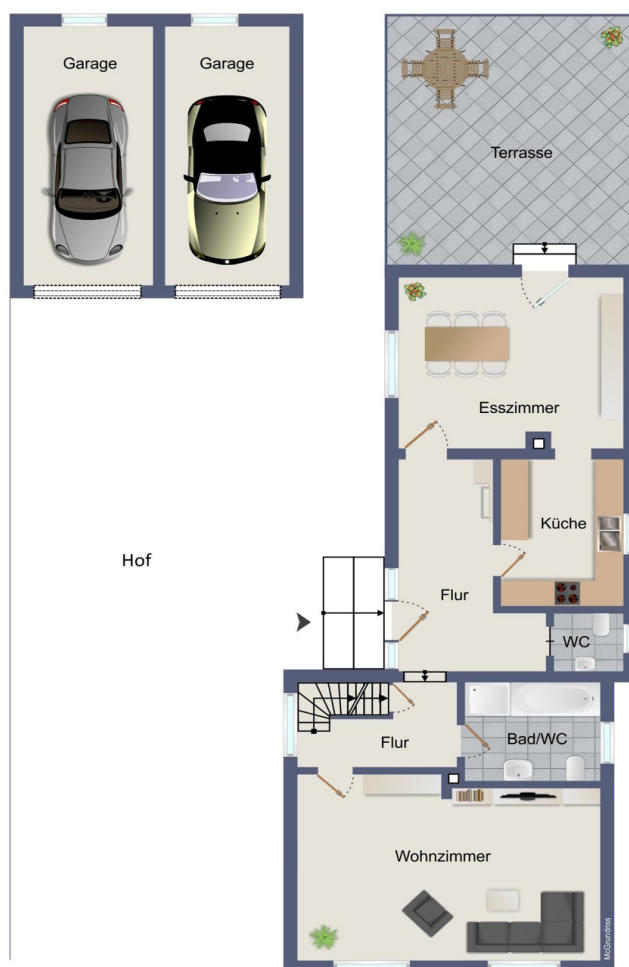 Garage
Garage
Terrasse
Esszimmer
Küche
Hof
Flur
WC
Flur
Bad/WC
Wohnzimmer
McGrundriss